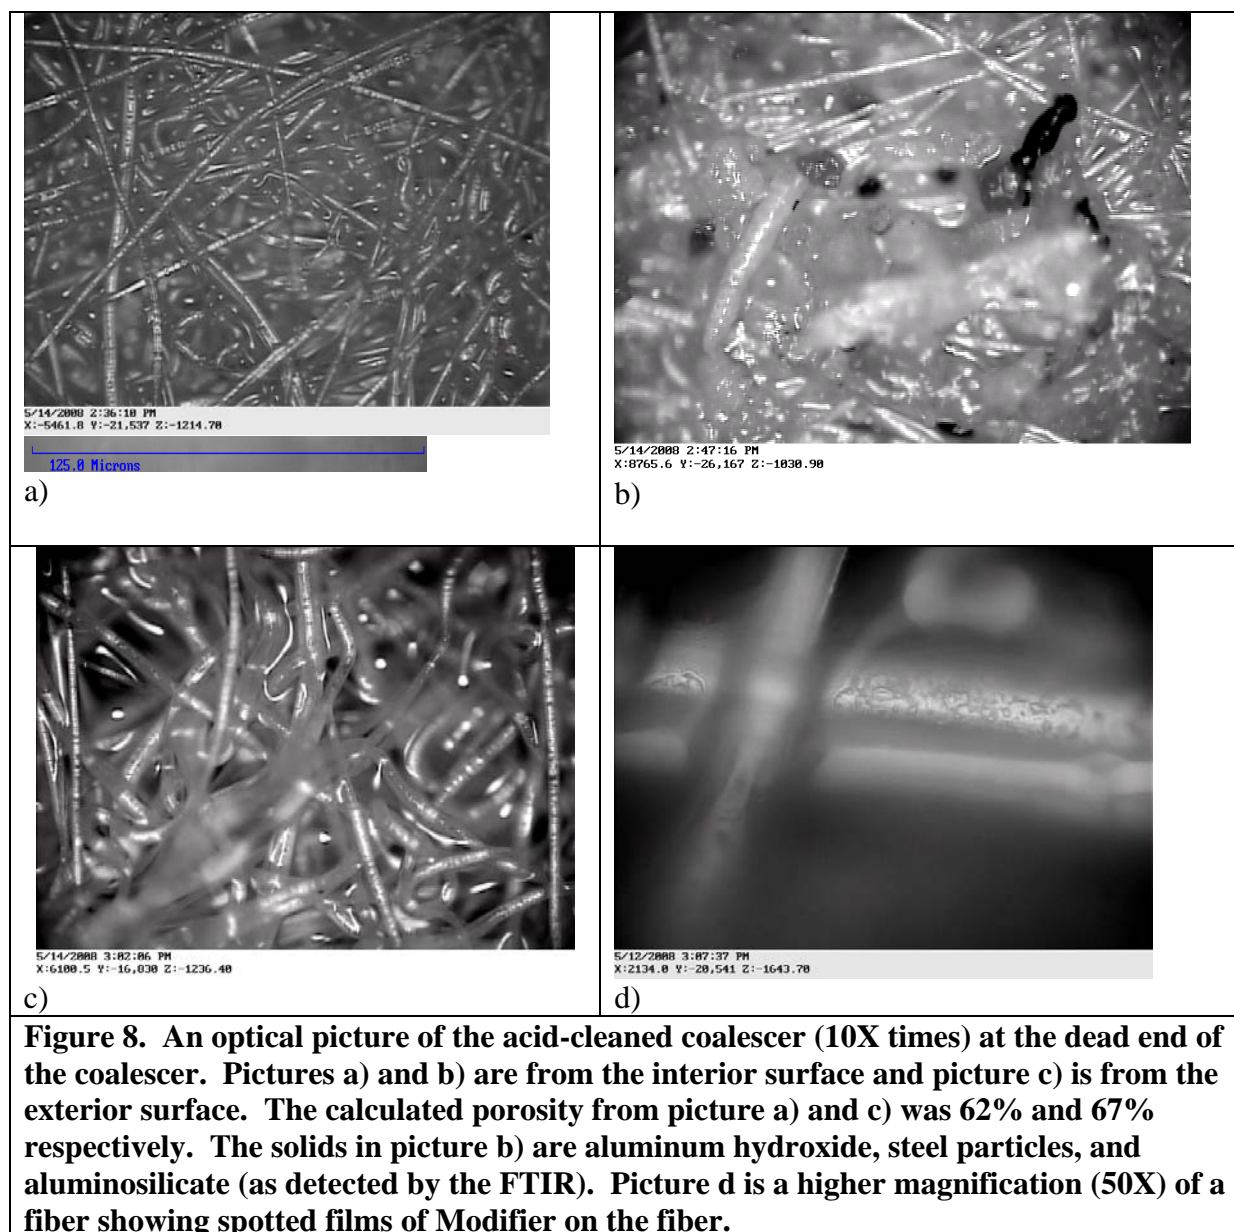 5/14/2008 2:36:10 PM
X:-5461.8 Y:-21,537 Z:-1214.70
125.0 Microns
a)
5/14/2008 2:47:16 PM
X:8765.6 Y:-26,167 Z:-1030.90
b)
5/14/2008 3:02:06 PM
X:6100.5 Y:-16,830 Z:-1236.40
c)
5/12/2008 3:07:37 PM
X:2134.0 Y:-20,541 Z:-1643.70
d)
Figure 8. An optical picture of the acid-cleaned coalescer (10X times) at the dead end of
the coalescer. Pictures a) and b) are from the interior surface and picture c) is from the
exterior surface. The calculated porosity from picture a) and c) was 62% and 67%
respectively. The solids in picture b) are aluminum hydroxide, steel particles, and
aluminosilicate (as detected by the FTIR). Picture d is a higher magnification (50X) of a
fiber showing spotted films of Modifier on the fiber.